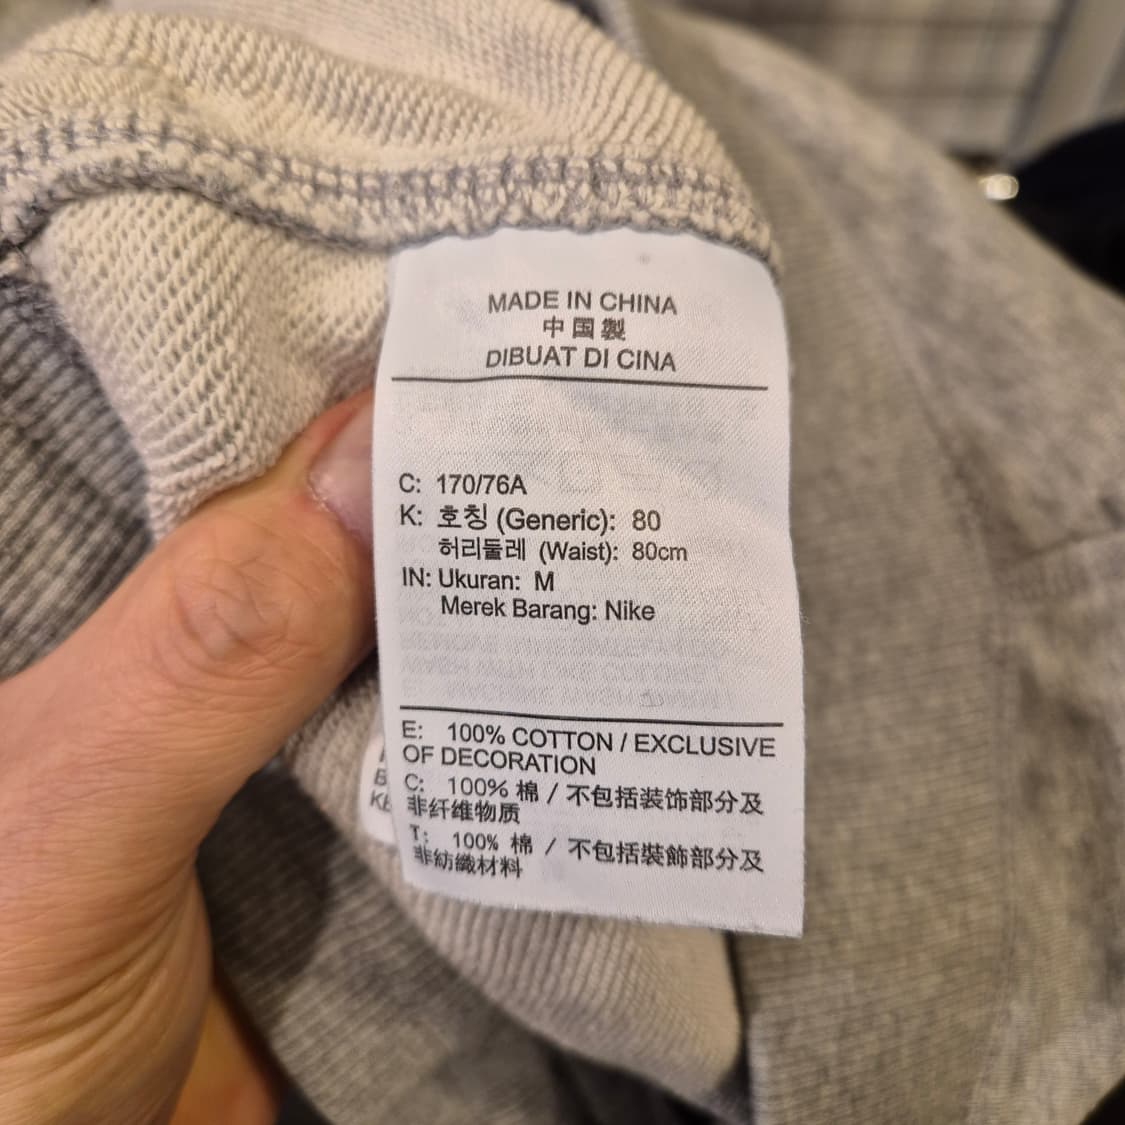 MADE IN CHINA
中国製
DIBUAT DI CINA
C: 170/76A
K: 호칭 (Generic): 80
허리둘레 (Waist): 80cm
IN: Ukuran: M
Merek Barang: Nike
E: 100% COTTON / EXCLUSIVE
OF DECORATION
C: 100% 棉 / 不包括装饰部分及
非纤维物质
T: 100% 棉 / 不包括裝飾部分及
非紡織材料